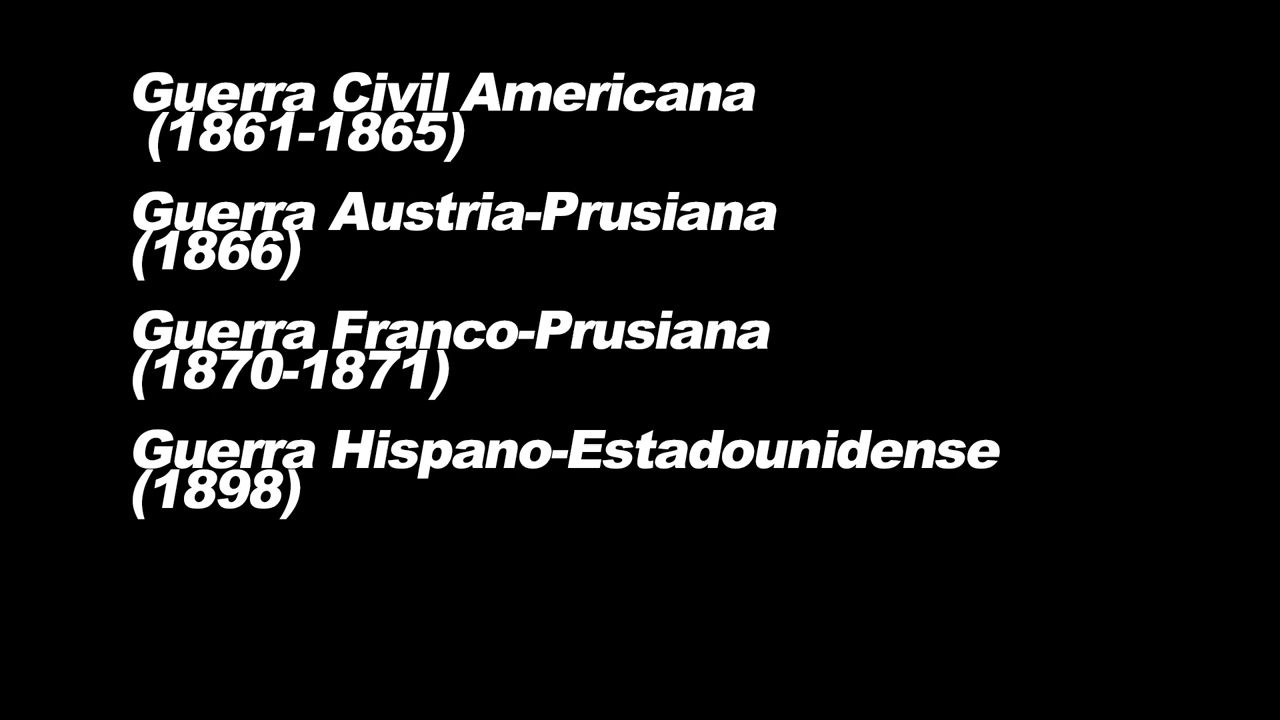 Guerra Civil Americana
(1861-1865)
Guerra Austria-Prusiana
(1866)
Guerra Franco-Prusiana
(1870-1871)
Guerra Hispano-Estadounidense
(1898)